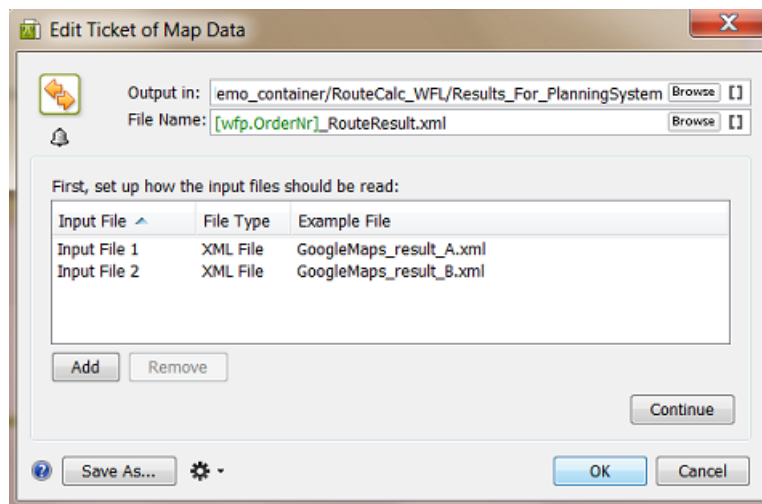 Edit Ticket of Map Data
Output in: emo_container/RouteCalc_WFL/Results_For_PlanningSystem Browse []
File Name: [wfp.OrderNr]_RouteResult.xml Browse []
First, set up how the input files should be read:
Input File File Type Example File
Input File 1 XML File GoogleMaps_result_A.xml
Input File 2 XML File GoogleMaps_result_B.xml
Add Remove
Continue
? Save As... OK Cancel